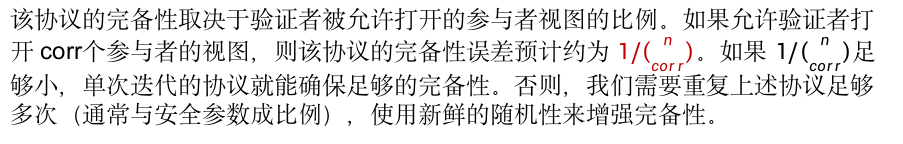 该协议的完备性取决于验证者被允许打开的参与者视图的比例。如果允许验证者打
开 corr个参与者的视图，则该协议的完备性误差预计约为 1/(ⁿ corr)。如果 1/(ⁿ corr)足
够小，单次迭代的协议就能确保足够的完备性。否则，我们需要重复上述协议足够
多次（通常与安全参数成比例），使用新鲜的随机性来增强完备性。